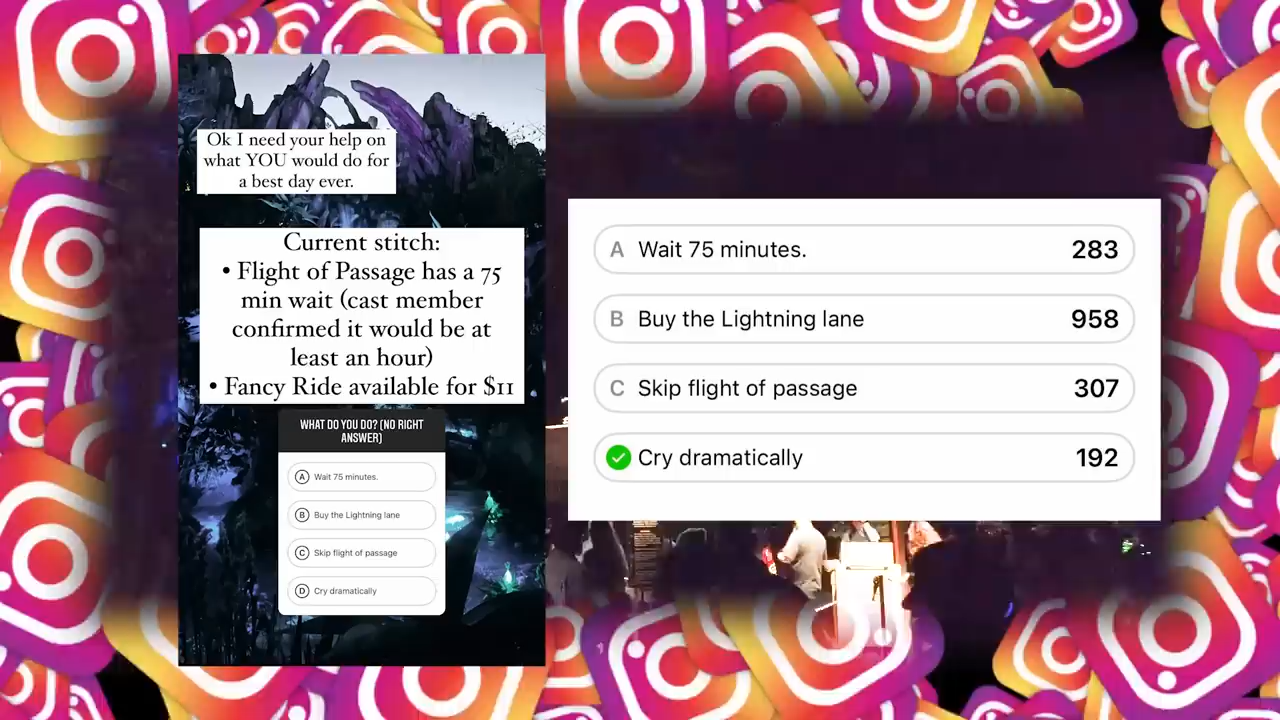 Ok I need your help on
what YOU would do for
a best day ever.
Current stitch:
• Flight of Passage has a 75
min wait (cast member
confirmed it would be at
least an hour)
• Fancy Ride available for $11
WHAT DO YOU DO? (NO RIGHT
ANSWER)
A Wait 75 minutes.
B Buy the Lightning lane
C Skip flight of passage
D Cry dramatically
A Wait 75 minutes. 283
B Buy the Lightning lane 958
C Skip flight of passage 307
Cry dramatically 192